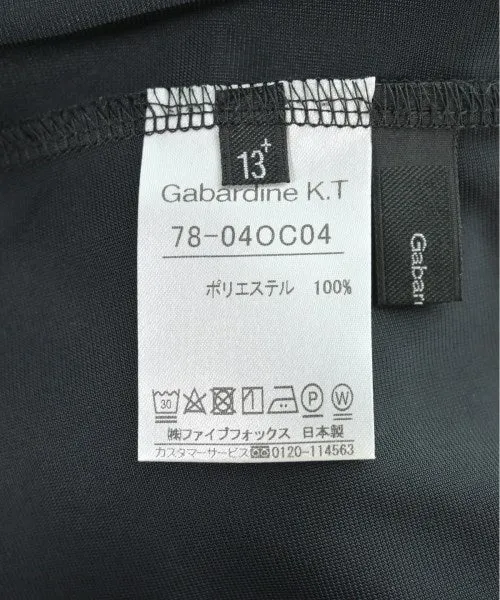 13+
Gabardine K.T
78-04OC04
ポリエステル 100%
30 P W
㈱ファイブフォックス 日本製
カスタマーサービス 0120-114563
Gabar